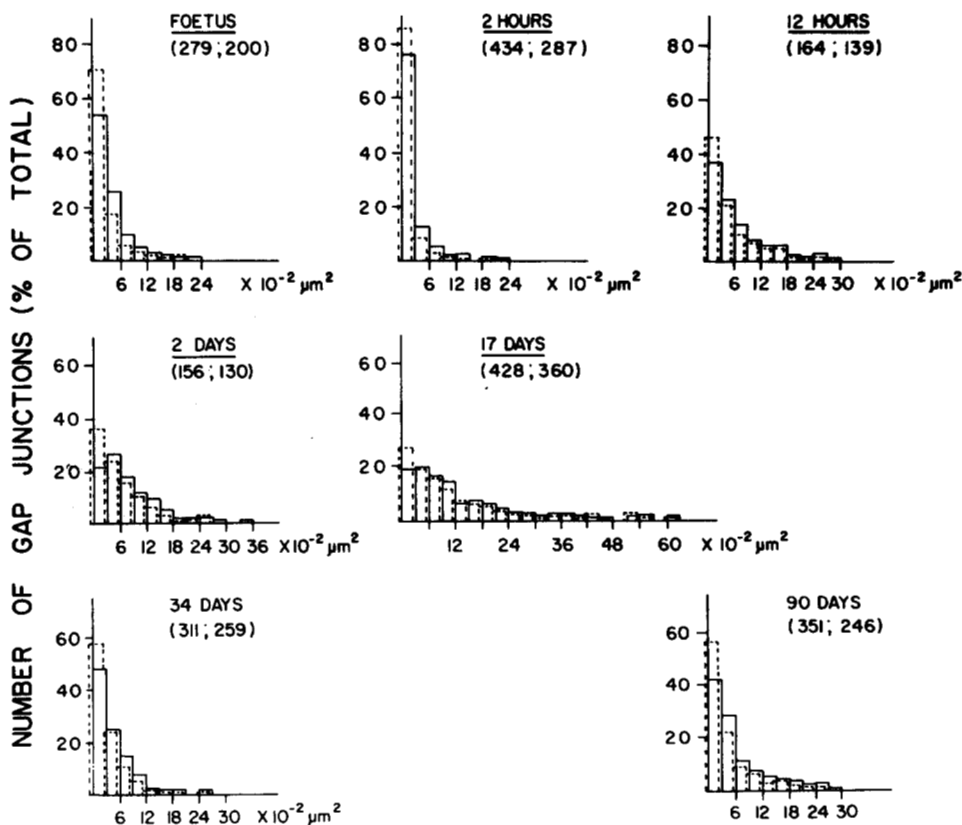 NUMBER OF GAP JUNCTIONS (% OF TOTAL)
FOETUS
(279 ; 200)
80
60
40
20
6 12 18 24 X 10⁻² μm²
2 HOURS
(434 ; 287)
80
60
40
20
6 12 18 24 X 10⁻² μm²
12 HOURS
(164 ; 139)
80
60
40
20
6 12 18 24 30 X 10⁻² μm²
2 DAYS
(156 ; 130)
60
40
20
6 12 18 24 30 36 X10⁻² μm²
17 DAYS
(428 ; 360)
60
40
20
12 24 36 48 60 X 10⁻² μm²
34 DAYS
(311 ; 259)
60
40
20
6 12 18 24 30 X10⁻² μm²
90 DAYS
(351 ; 246)
60
40
20
6 12 18 24 30